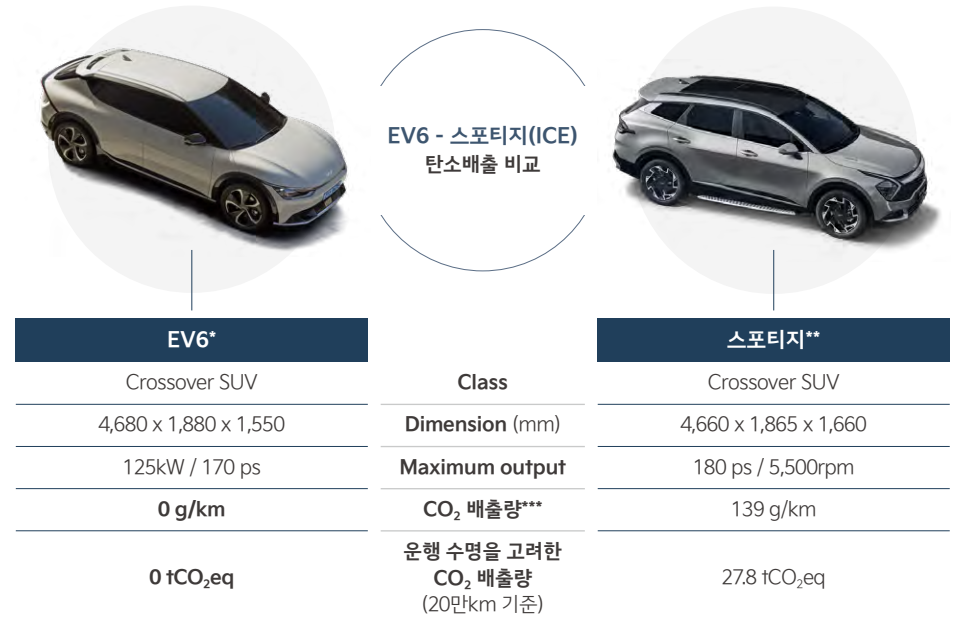 EV6 - 스포티지(ICE)
탄소배출 비교
EV6*
스포티지**
Crossover SUV
Class
Crossover SUV
4,680 x 1,880 x 1,550
Dimension (mm)
4,660 x 1,865 x 1,660
125kW / 170 ps
Maximum output
180 ps / 5,500rpm
0 g/km
CO₂ 배출량***
139 g/km
0 tCO₂eq
운행 수명을 고려한
CO₂ 배출량
(20만km 기준)
27.8 tCO₂eq